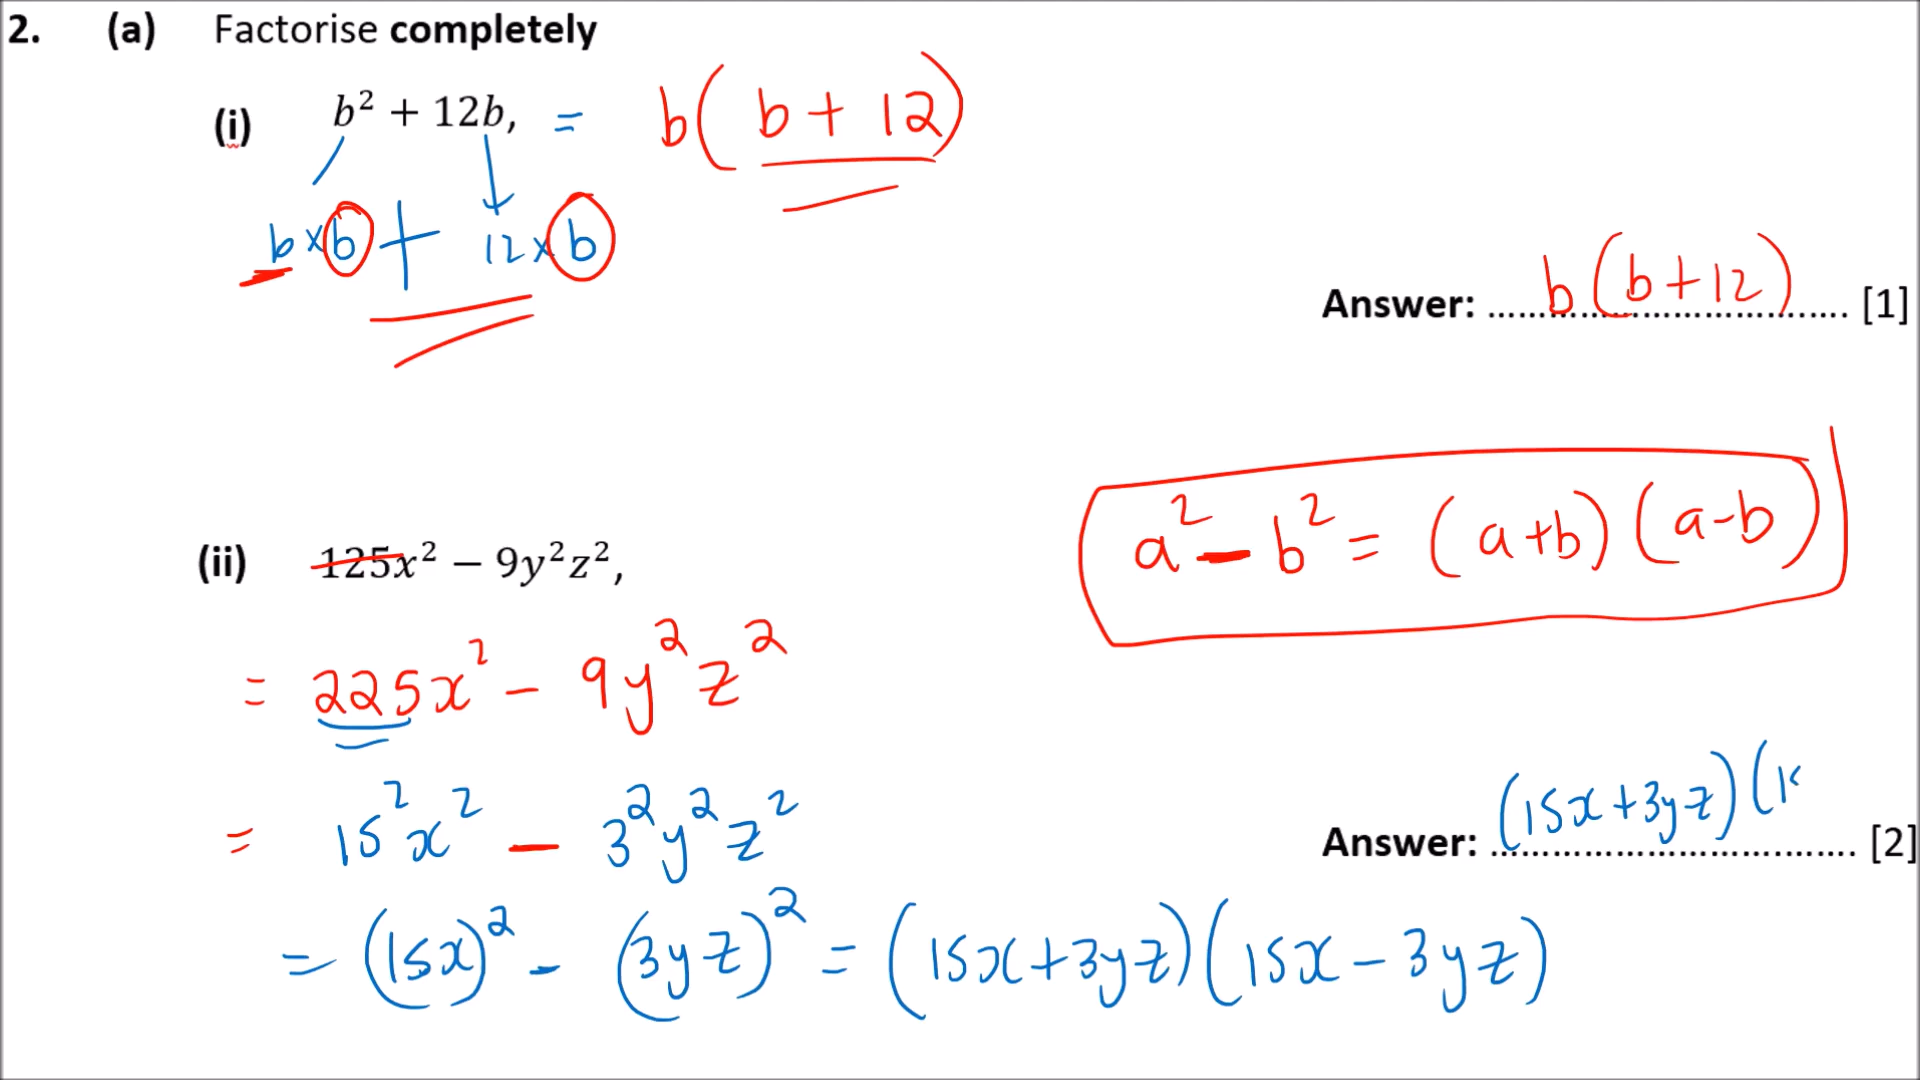 2. (a) Factorise completely
(i) b² + 12b, = b(b + 12)
b × b + 12 × b
Answer: b(b+12) [1]
a² - b² = (a+b)(a-b)
(ii) 125x² − 9y²z²,
= 225x² - 9y²z²
= 15²x² - 3²y²z²
Answer: (15x+3yz)(1 [2]
= (15x)² - (3yz)² = (15x+3yz)(15x-3yz)